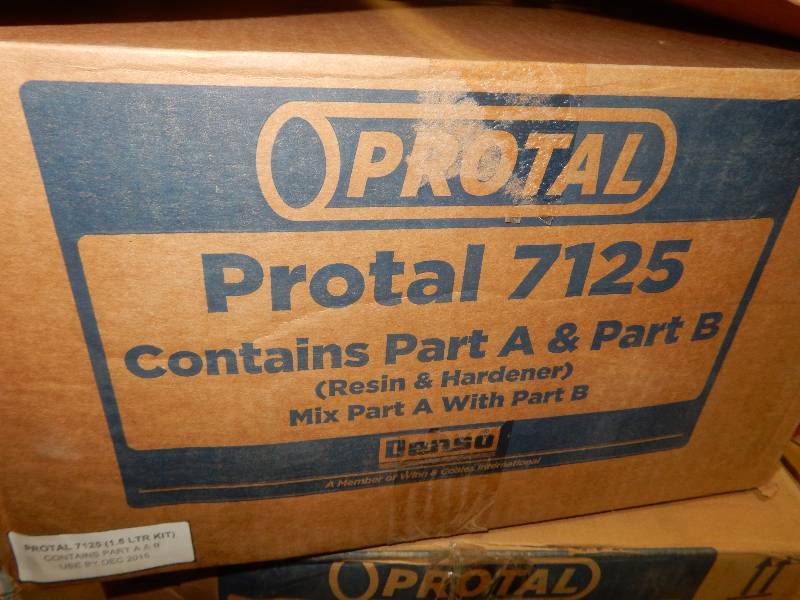 PROTAL
Protal 7125
Contains Part A & Part B
(Resin & Hardener)
Mix Part A With Part B
Denso
A Member of Winn & Coales International
PROTAL 7125 (1.5 LTR KIT)
CONTAINS PART A & B
USE BY DEC 2015
PROTAL